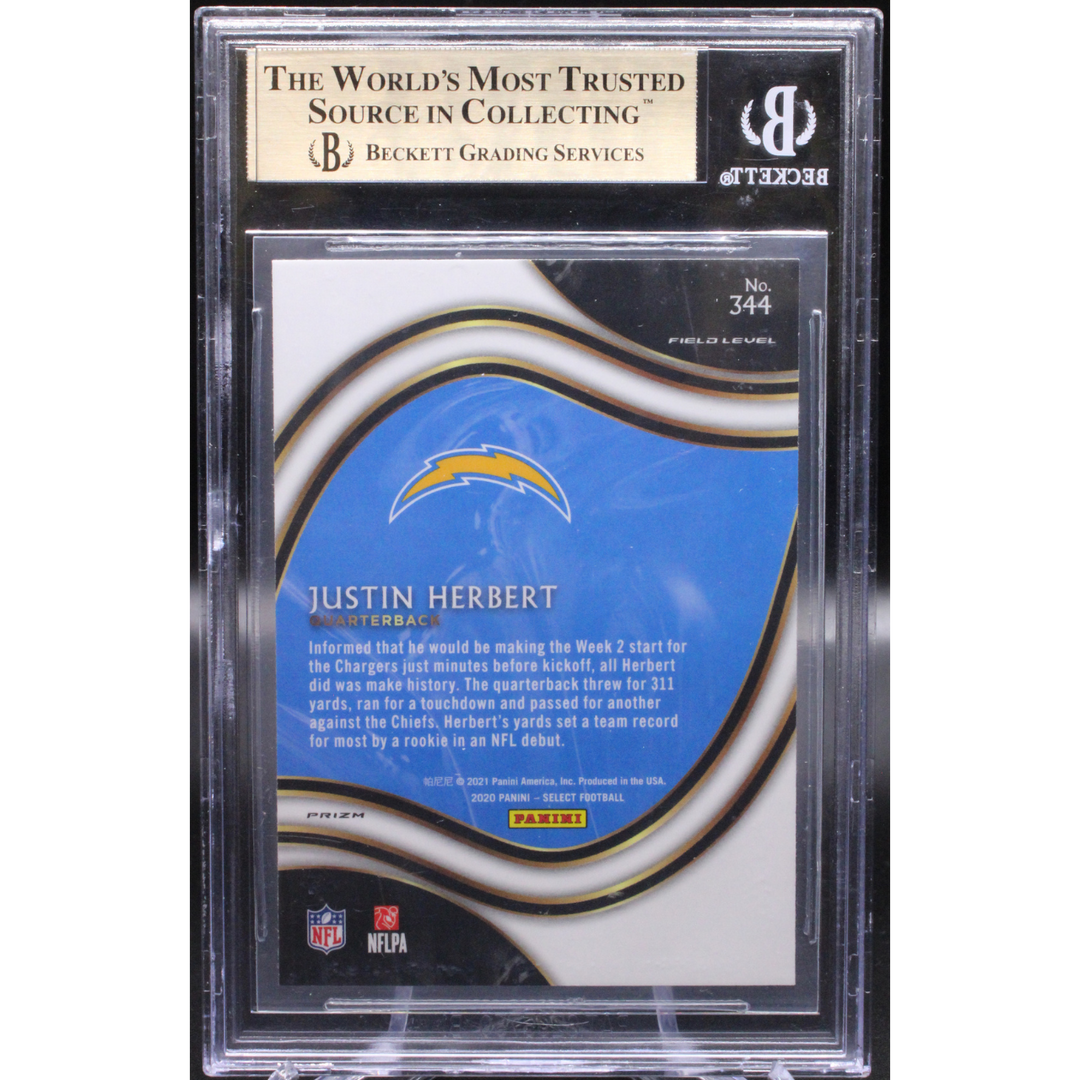 THE WORLD'S MOST TRUSTED
SOURCE IN COLLECTING™
B BECKETT GRADING SERVICES
B
BECKETT®
No.
344
FIELD LEVEL
JUSTIN HERBERT
QUARTERBACK
Informed that he would be making the Week 2 start for
the Chargers just minutes before kickoff, all Herbert
did was make history. The quarterback threw for 311
yards, ran for a touchdown and passed for another
against the Chiefs. Herbert's yards set a team record
for most by a rookie in an NFL debut.
帕尼尼 © 2021 Panini America, Inc. Produced in the USA.
2020 PANINI – SELECT FOOTBALL
PANINI
PRIZM
NFL
NFLPA